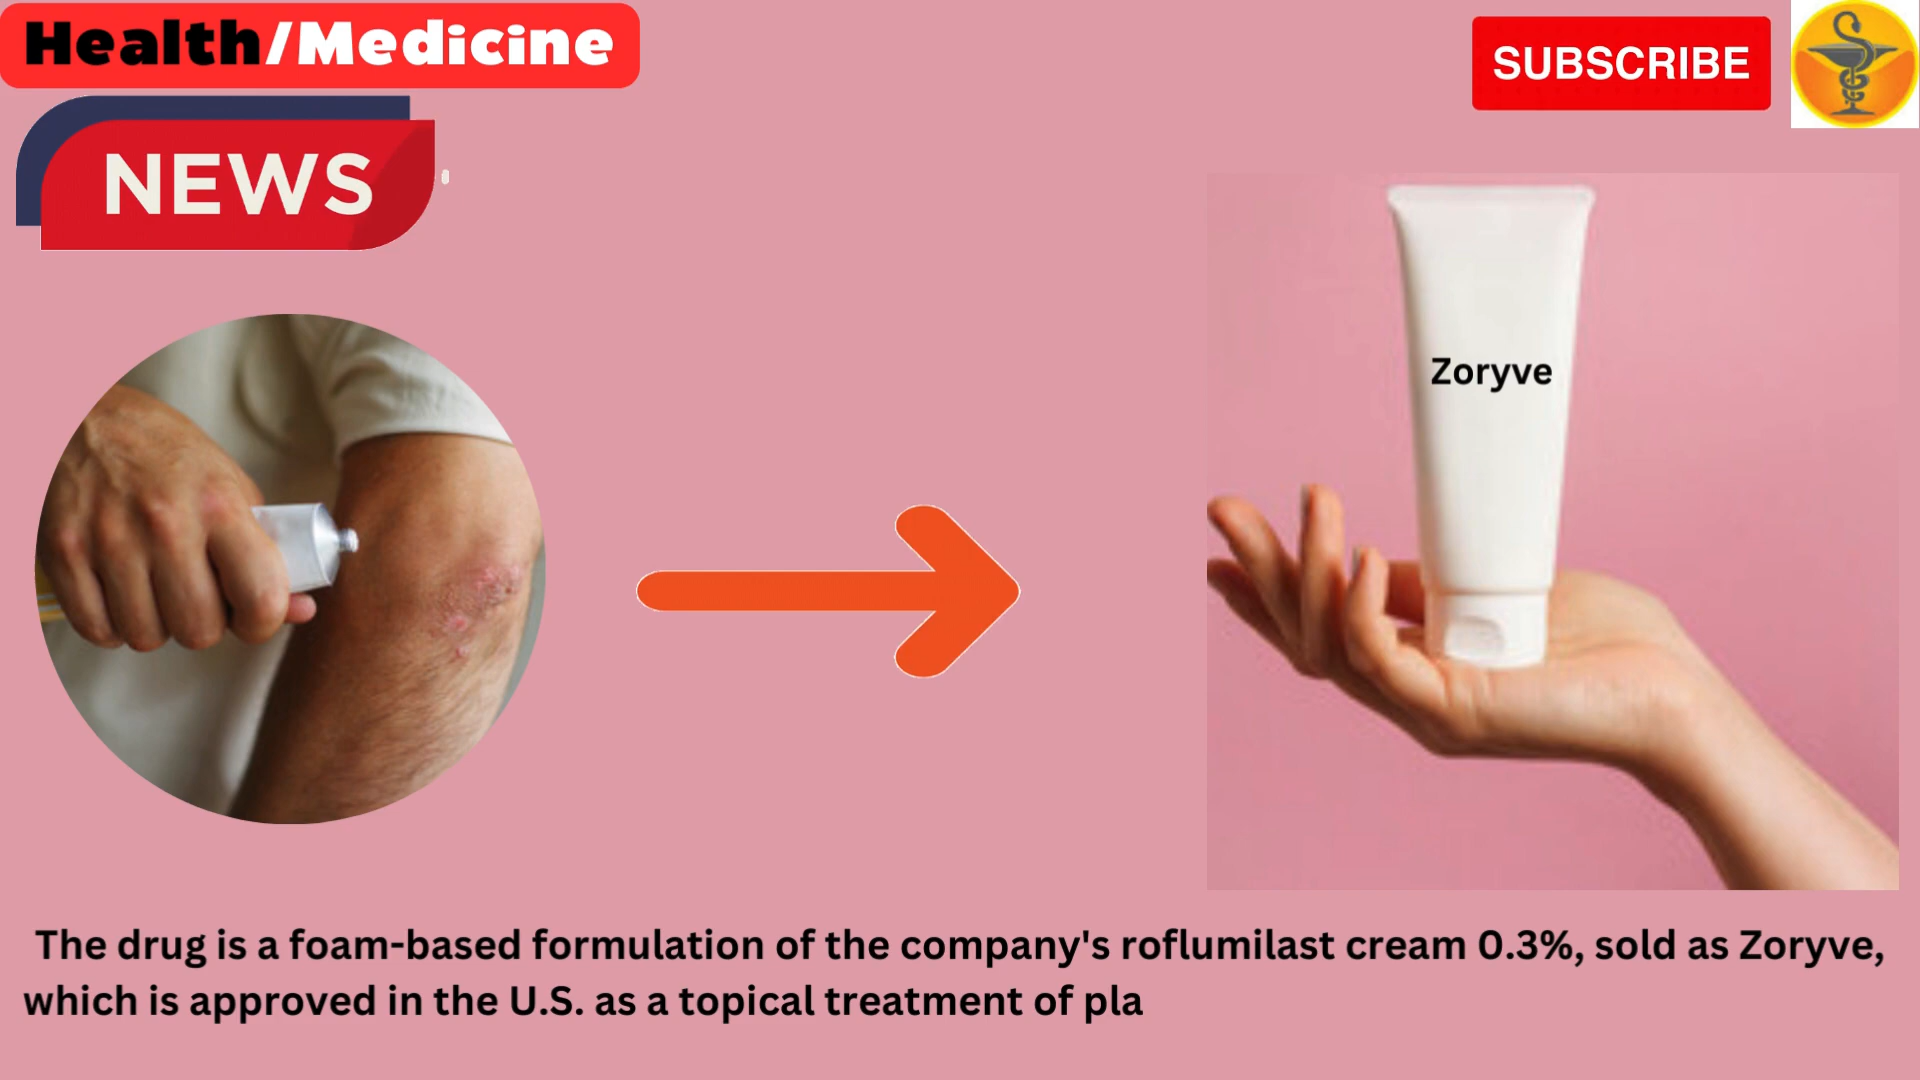 Health/Medicine
SUBSCRIBE
NEWS
Zoryve
The drug is a foam-based formulation of the company's roflumilast cream 0.3%, sold as Zoryve,
which is approved in the U.S. as a topical treatment of pla